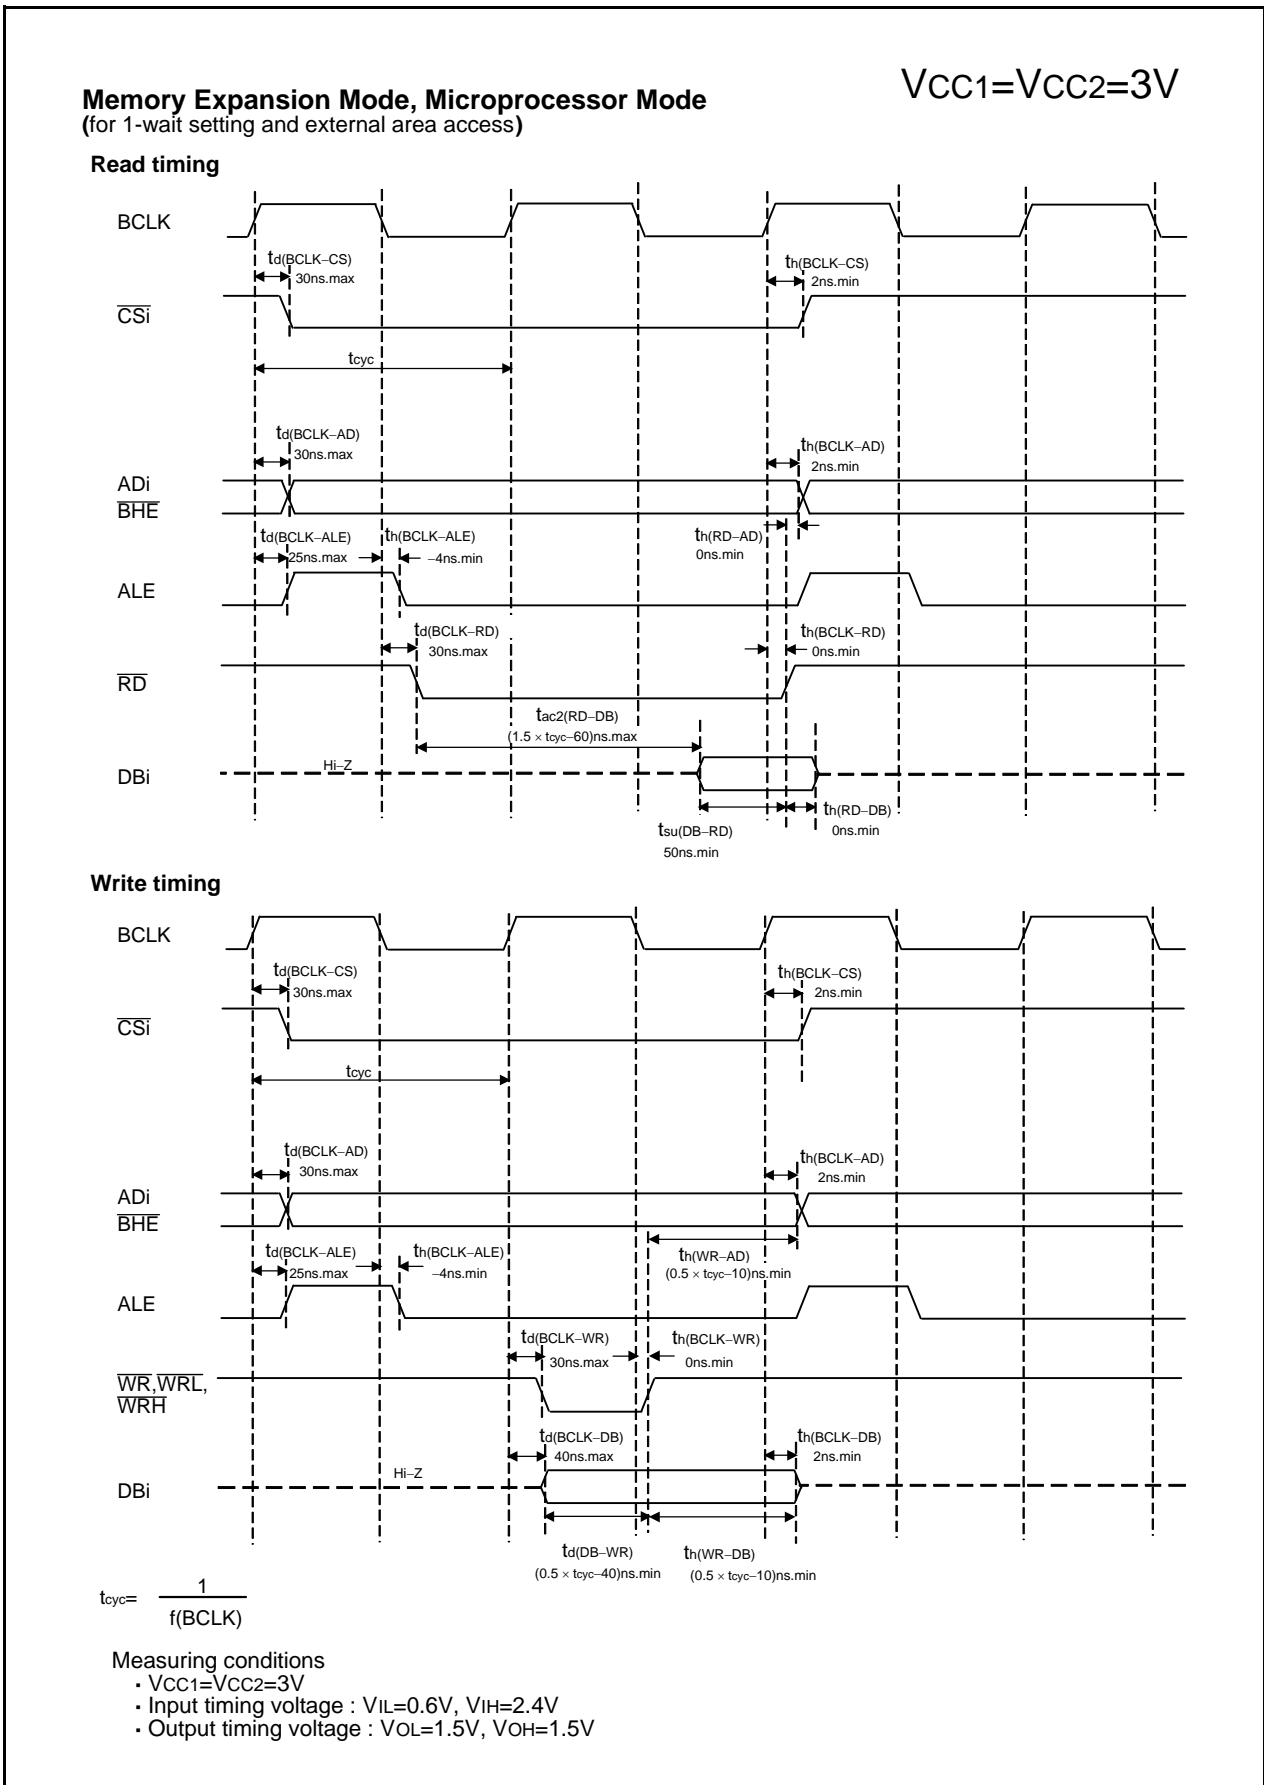 VCC1=VCC2=3V
Memory Expansion Mode, Microprocessor Mode
(for 1-wait setting and external area access)
Read timing
BCLK
td(BCLK–CS)
30ns.max
th(BCLK–CS)
2ns.min
CSi
tcyc
td(BCLK–AD)
30ns.max
th(BCLK–AD)
2ns.min
ADi
BHE
td(BCLK–ALE)
25ns.max
th(BCLK–ALE)
–4ns.min
th(RD–AD)
0ns.min
ALE
td(BCLK–RD)
30ns.max
th(BCLK–RD)
0ns.min
RD
tac2(RD–DB)
(1.5 × tcyc–60)ns.max
Hi–Z
DBi
tsu(DB–RD)
50ns.min
th(RD–DB)
0ns.min
Write timing
BCLK
td(BCLK–CS)
30ns.max
th(BCLK–CS)
2ns.min
CSi
tcyc
td(BCLK–AD)
30ns.max
th(BCLK–AD)
2ns.min
ADi
BHE
td(BCLK–ALE)
25ns.max
th(BCLK–ALE)
–4ns.min
th(WR–AD)
(0.5 × tcyc–10)ns.min
ALE
td(BCLK–WR)
30ns.max
th(BCLK–WR)
0ns.min
WR,WRL,
WRH
td(BCLK–DB)
40ns.max
th(BCLK–DB)
2ns.min
Hi–Z
DBi
td(DB–WR)
(0.5 × tcyc–40)ns.min
th(WR–DB)
(0.5 × tcyc–10)ns.min
tcyc= 1
f(BCLK)
Measuring conditions
· VCC1=VCC2=3V
· Input timing voltage : VIL=0.6V, VIH=2.4V
· Output timing voltage : VOL=1.5V, VOH=1.5V